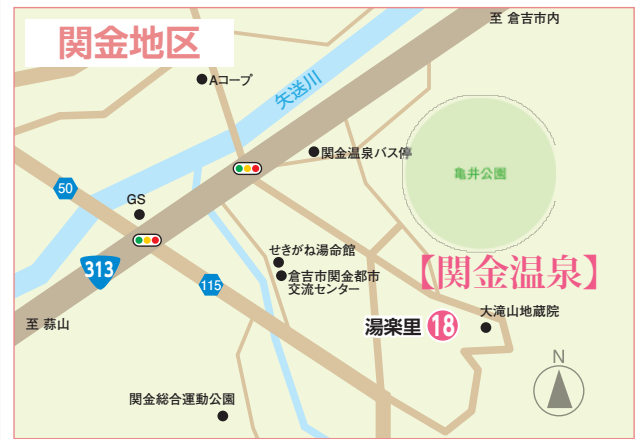 関金地区
至 倉吉市内
Aコープ
矢送川
関金温泉バス停
亀井公園
50
GS
せきがね湯命館
倉吉市関金都市
交流センター
【関金温泉】
313
115
大滝山地蔵院
湯楽里 18
至 蒜山
N
関金総合運動公園